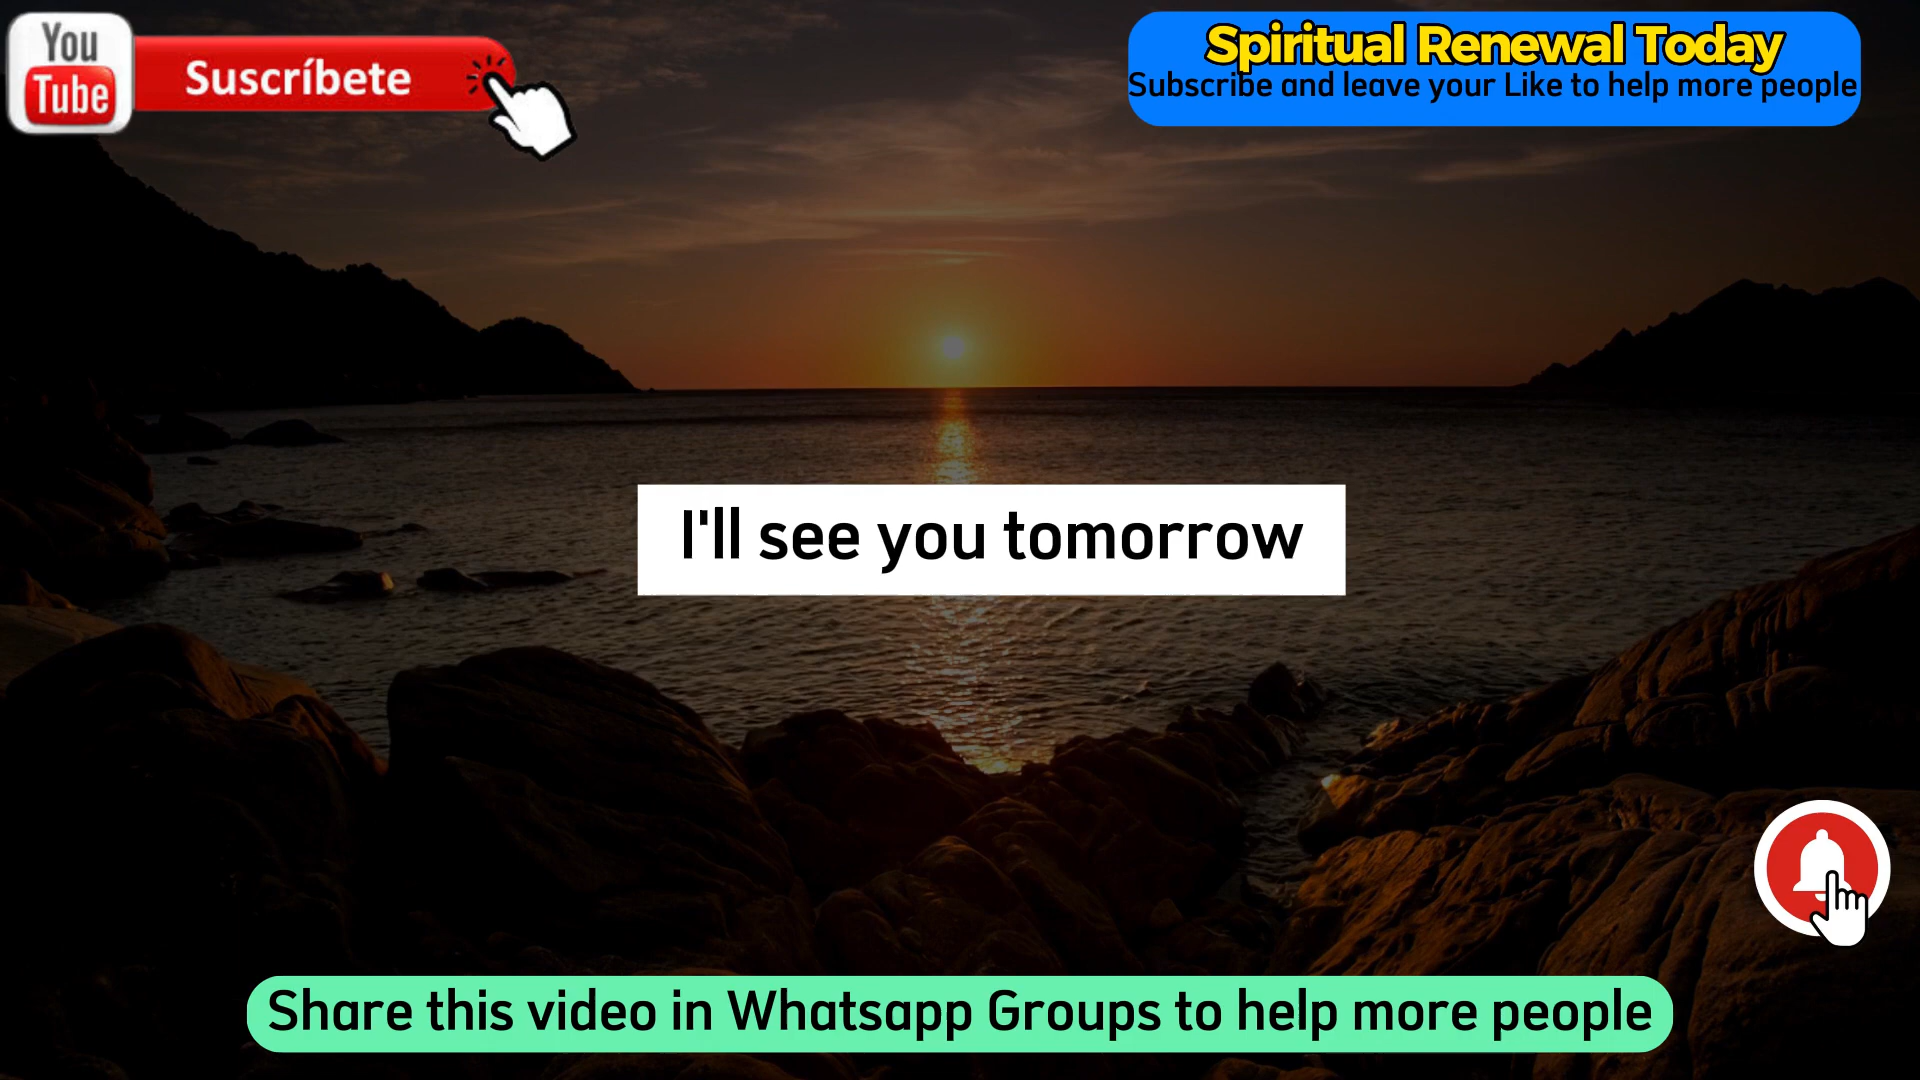 You
Tube
Suscríbete
Spiritual Renewal Today
Subscribe and leave your Like to help more people
I'll see you tomorrow
Share this video in Whatsapp Groups to help more people